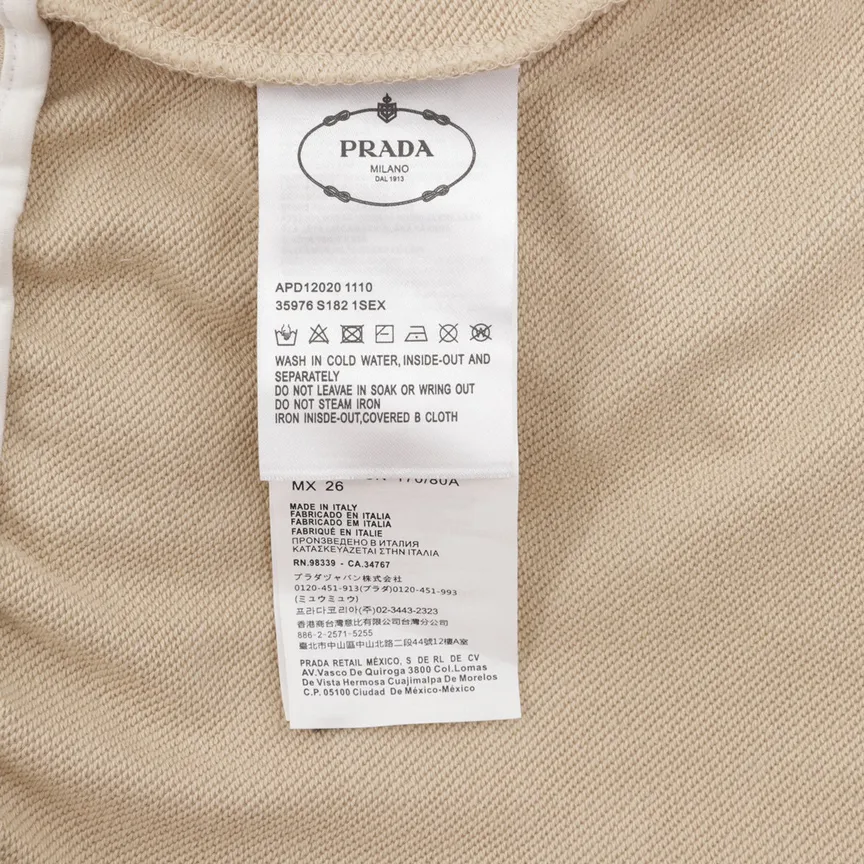 PRADA
MILANO
DAL 1913
APD12020 1110
35976 S182 1SEX
WASH IN COLD WATER, INSIDE-OUT AND
SEPARATELY
DO NOT LEAVAE IN SOAK OR WRING OUT
DO NOT STEAM IRON
IRON INISDE-OUT,COVERED B CLOTH
170/80A
MX 26
MADE IN ITALY
FABRICADO EN ITALIA
FABRICADO EM ITALIA
FABRIQUÉ EN ITALIE
ПРОНЗВЕДЕНО В ИТАЛИЯ
ΚΑΤΑΣΚΕΥΑΖΕΤΑΙ ΣΤΗΝ ΙΤΑΛΙΑ
RN.98339 - CA.34767
プラダジャパン株式会社
0120-451-913(プラダ)0120-451-993
(ミュウミュウ)
프라다코리아(주)02-3443-2323
香港商台灣意比有限公司台灣分公司
886-2-2571-5255
臺北市中山區中山北路二段44號12樓A室
PRADA RETAIL MÉXICO, S DE RL DE CV
AV.Vasco De Quiroga 3800 Col.Lomas
De Vista Hermosa Cuajimalpa De Morelos
C.P. 05100 Ciudad De México-México